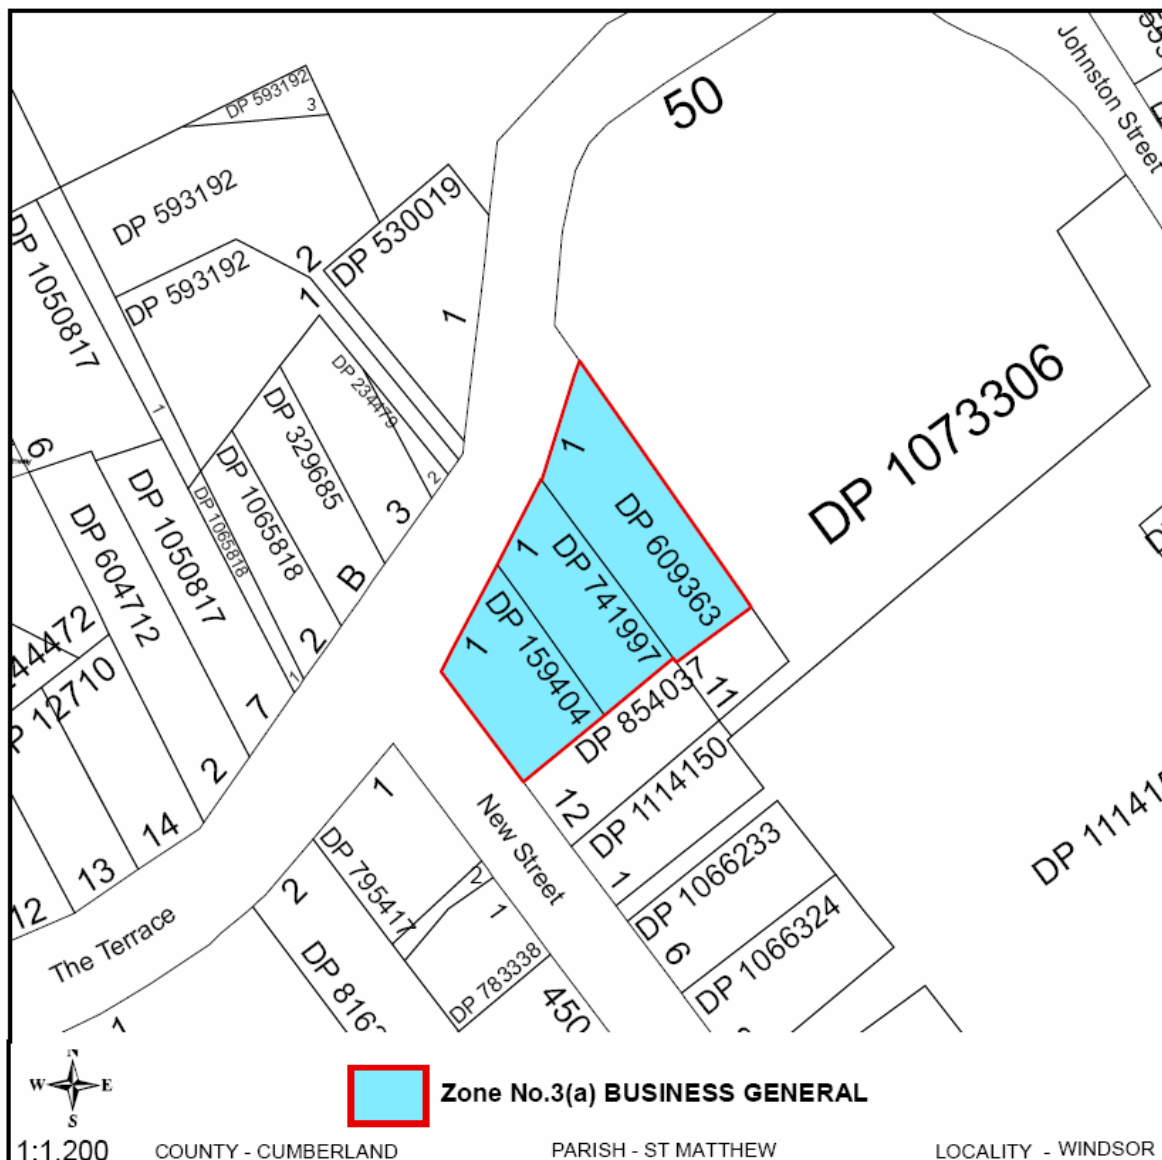 DP 593192
3
50
Johnston Street
DP 593192
2
DP 530019
DP 593192
1
1
DP 1050817
DP 234479
1
DP 1073306
6
DP 329685
1
DP 1065818
2
DP 1050817
DP 1065818
3
DP 609363
DP 604712
1
DP 741997
B
DP 159404
1
2
1
DP 12710
7
DP 854037
11
2
DP 1114150
12
1
New Street
14
DP 795417
2
1
13
1
DP 1066233
2
6
DP 1066324
12
The Terrace
DP 783338
450
1
N
W E
S
Zone No.3(a) BUSINESS GENERAL
1:1,200 COUNTY - CUMBERLAND PARISH - ST MATTHEW LOCALITY - WINDSOR